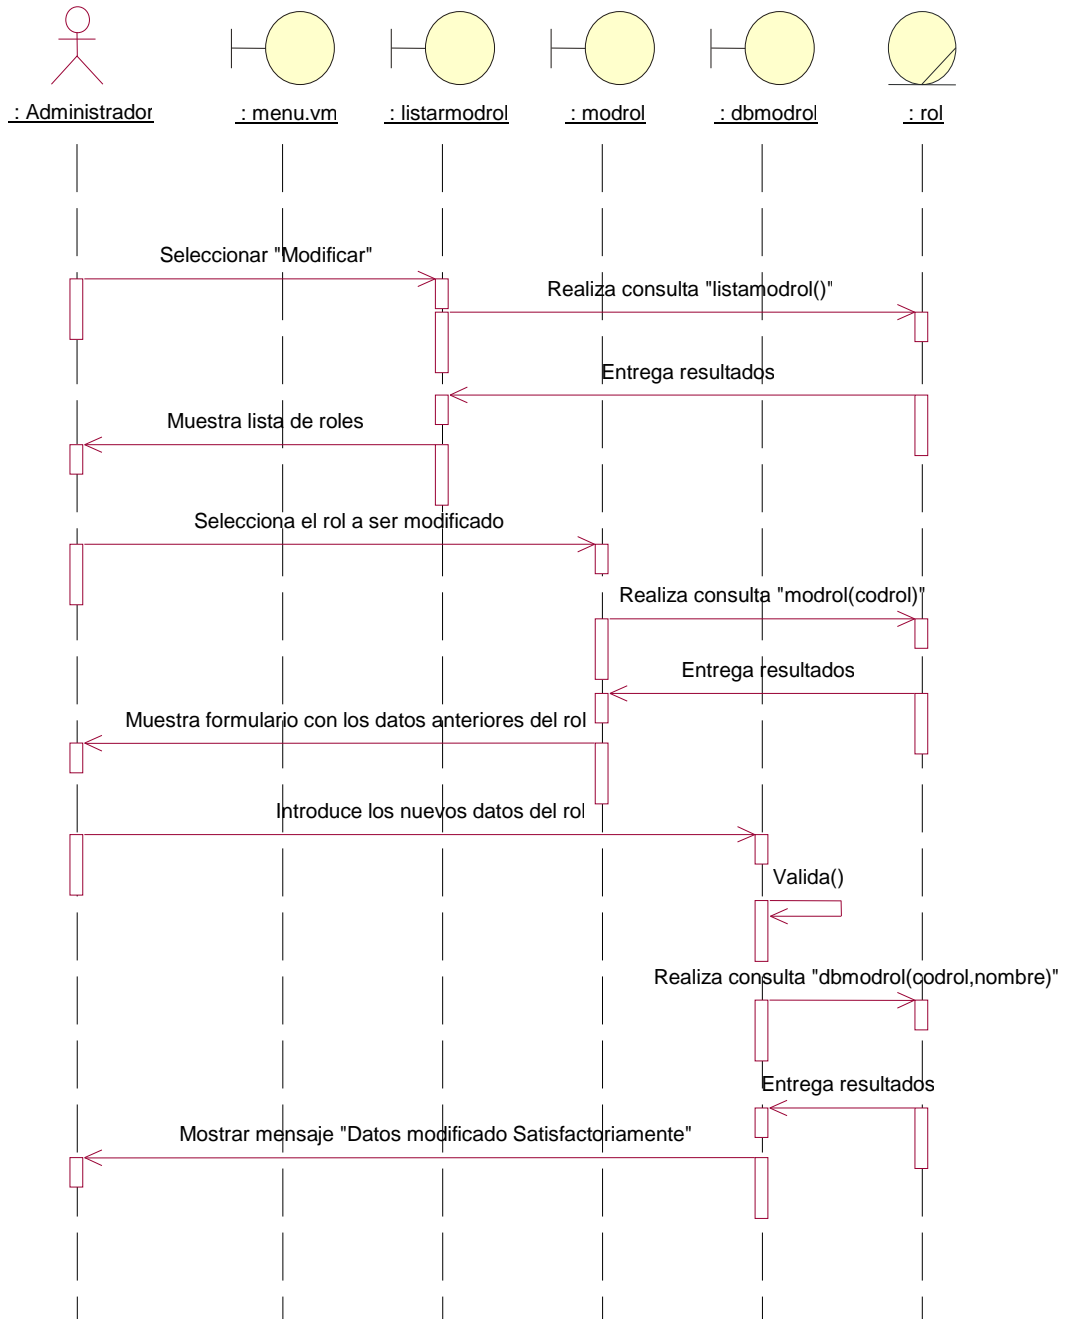 : Administrador
: menu.vm
: listarmodrol
: modrol
: dbmodrol
: rol
Seleccionar "Modificar"
Realiza consulta "listamodrol()"
Entrega resultados
Muestra lista de roles
Selecciona el rol a ser modificado
Realiza consulta "modrol(codrol)"
Entrega resultados
Muestra formulario con los datos anteriores del rol
Introduce los nuevos datos del rol
Valida()
Realiza consulta "dbmodrol(codrol,nombre)"
Entrega resultados
Mostrar mensaje "Datos modificado Satisfactoriamente"